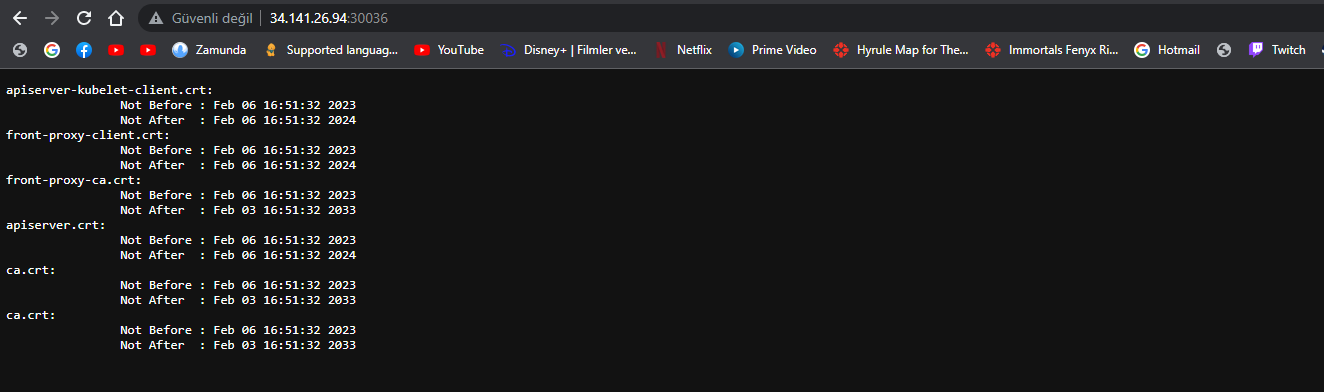 Güvenli değil 34.141.26.94:30036
Zamunda Supported languag... YouTube Disney+ | Filmler ve... Netflix Prime Video Hyrule Map for The... Immortals Fenyx Ri... Hotmail Twitch
apiserver-kubelet-client.crt:
Not Before : Feb 06 16:51:32 2023
Not After  : Feb 06 16:51:32 2024
front-proxy-client.crt:
Not Before : Feb 06 16:51:32 2023
Not After  : Feb 06 16:51:32 2024
front-proxy-ca.crt:
Not Before : Feb 06 16:51:32 2023
Not After  : Feb 03 16:51:32 2033
apiserver.crt:
Not Before : Feb 06 16:51:32 2023
Not After  : Feb 06 16:51:32 2024
ca.crt:
Not Before : Feb 06 16:51:32 2023
Not After  : Feb 03 16:51:32 2033
ca.crt:
Not Before : Feb 06 16:51:32 2023
Not After  : Feb 03 16:51:32 2033